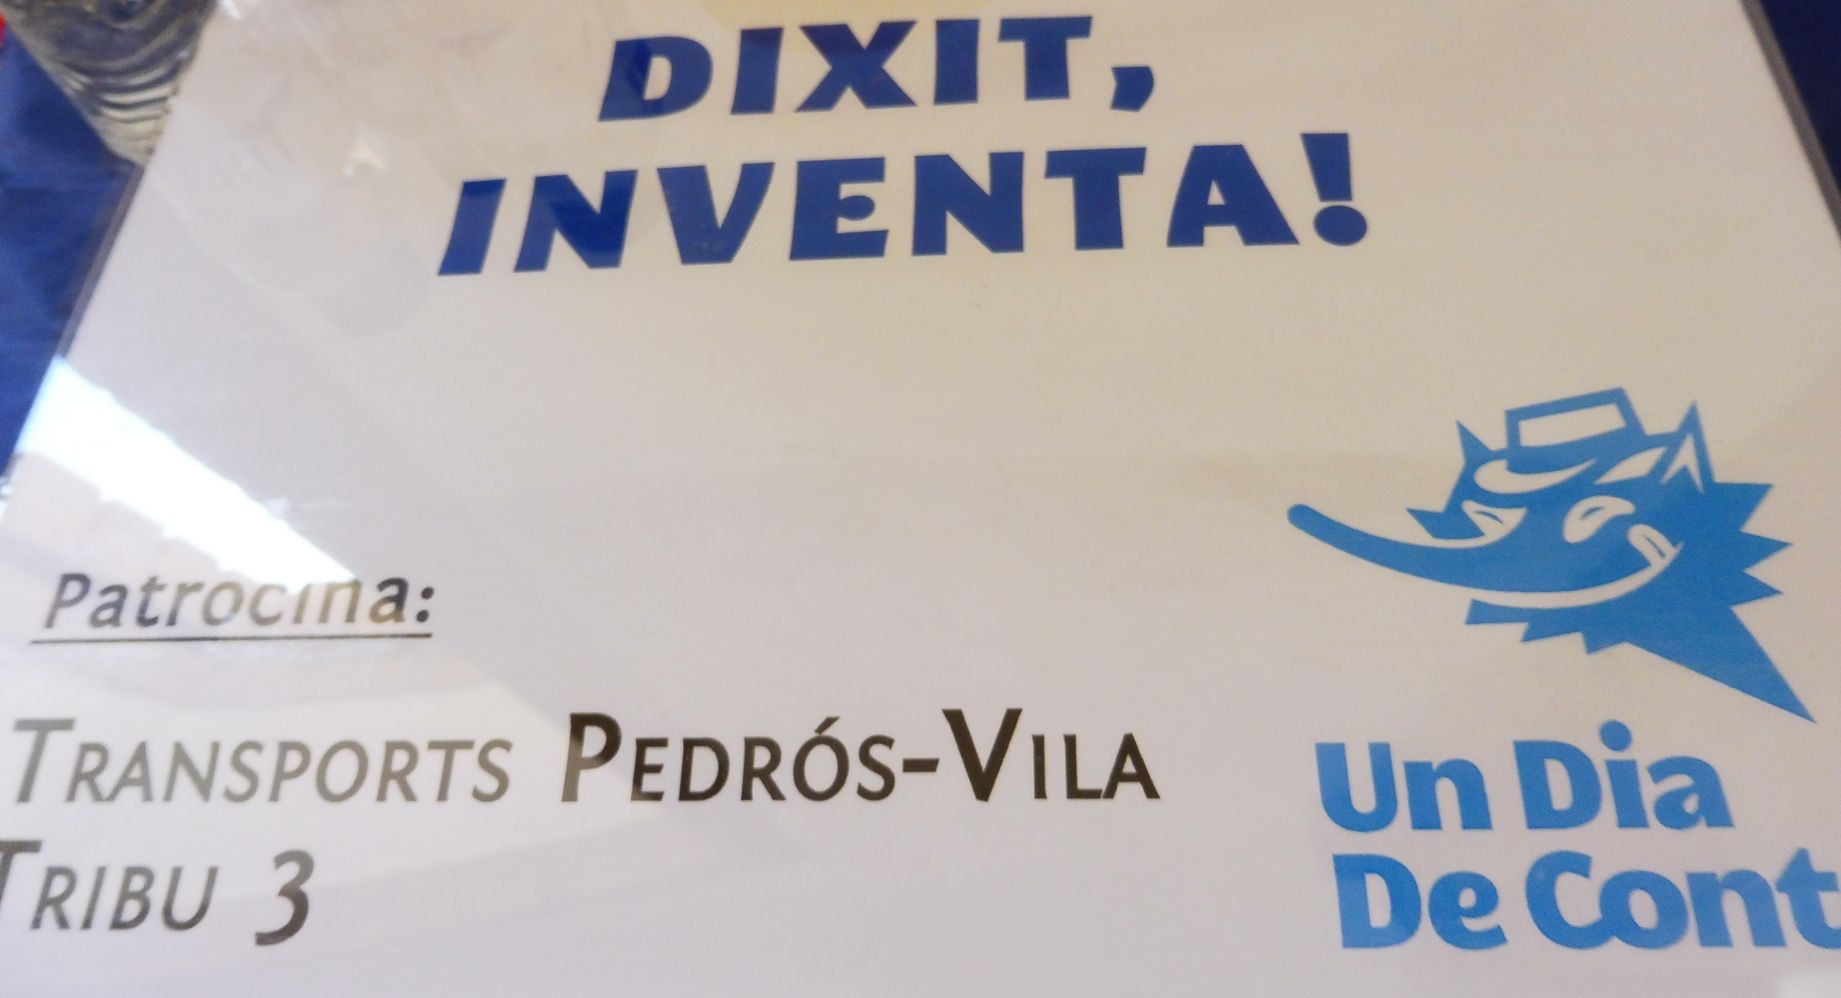 DIXIT,
INVENTA!
Patrocina:
TRANSPORTS PEDRÓS-VILA
TRIBU 3
Un Dia
De Cont